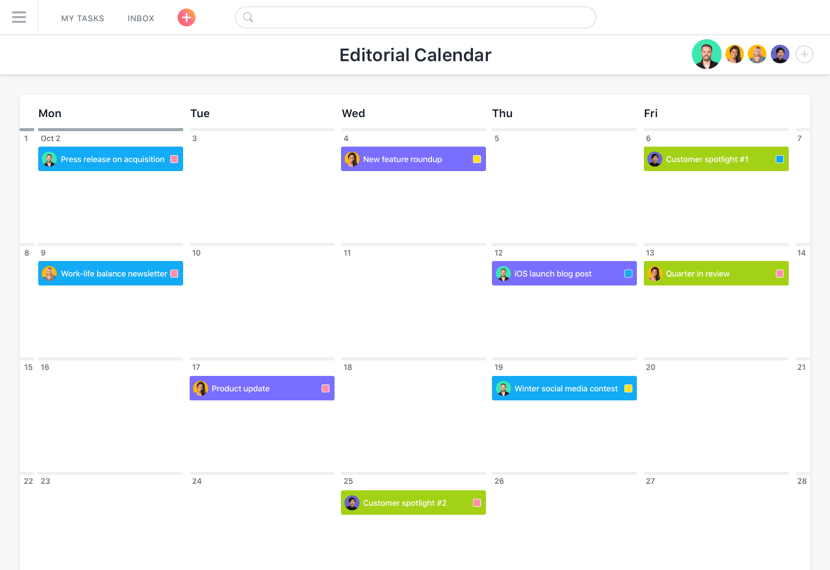 MY TASKS INBOX
Editorial Calendar
Mon Tue Wed Thu Fri
1 Oct 2 3 4 5 6 7
Press release on acquisition New feature roundup Customer spotlight #1
8 9 10 11 12 13 14
Work-life balance newsletter iOS launch blog post Quarter in review
15 16 17 18 19 20 21
Product update Winter social media contest
22 23 24 25 26 27 28
Customer spotlight #2